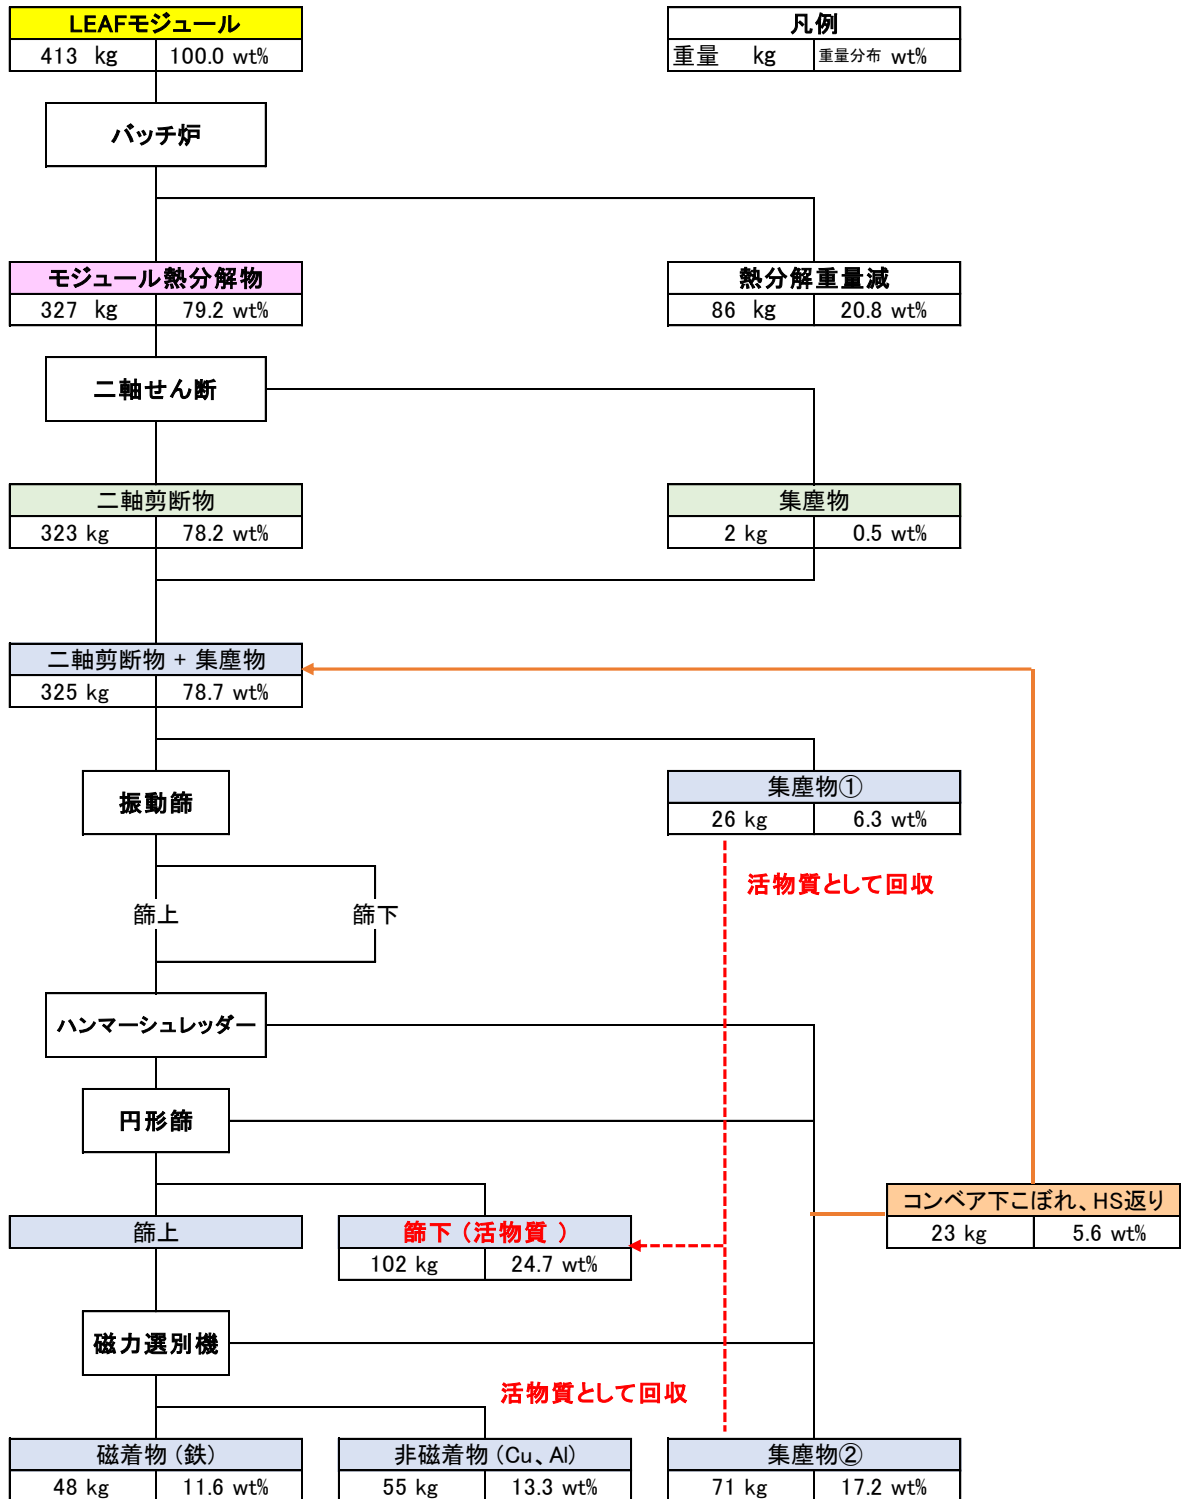 LEAFモジュール
413 kg 100.0 wt%
凡例
重量 kg 重量分布 wt%
バッチ炉
モジュール熱分解物
327 kg 79.2 wt%
熱分解重量減
86 kg 20.8 wt%
二軸せん断
二軸剪断物
323 kg 78.2 wt%
集塵物
2 kg 0.5 wt%
二軸剪断物 + 集塵物
325 kg 78.7 wt%
振動篩
集塵物①
26 kg 6.3 wt%
活物質として回収
篩上
篩下
ハンマーシュレッダー
円形篩
コンベア下こぼれ、HS返り
23 kg 5.6 wt%
篩上
篩下（活物質 ）
102 kg 24.7 wt%
磁力選別機
活物質として回収
磁着物（鉄）
48 kg 11.6 wt%
非磁着物（Cu、Al）
55 kg 13.3 wt%
集塵物②
71 kg 17.2 wt%